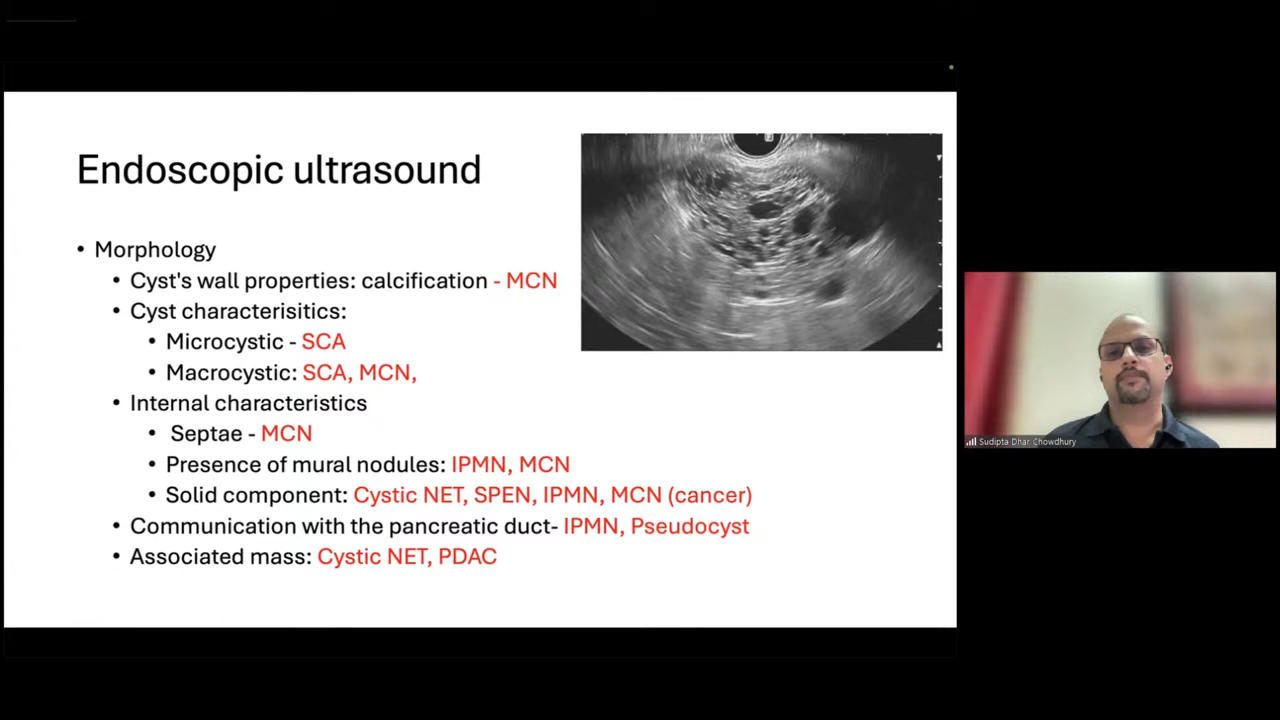 Endoscopic ultrasound
• Morphology
• Cyst's wall properties: calcification - MCN
• Cyst characterisitics:
• Microcystic - SCA
• Macrocystic: SCA, MCN,
• Internal characteristics
• Septae - MCN
• Presence of mural nodules: IPMN, MCN
• Solid component: Cystic NET, SPEN, IPMN, MCN (cancer)
• Communication with the pancreatic duct- IPMN, Pseudocyst
• Associated mass: Cystic NET, PDAC
Sudipta Dhar Chowdhury